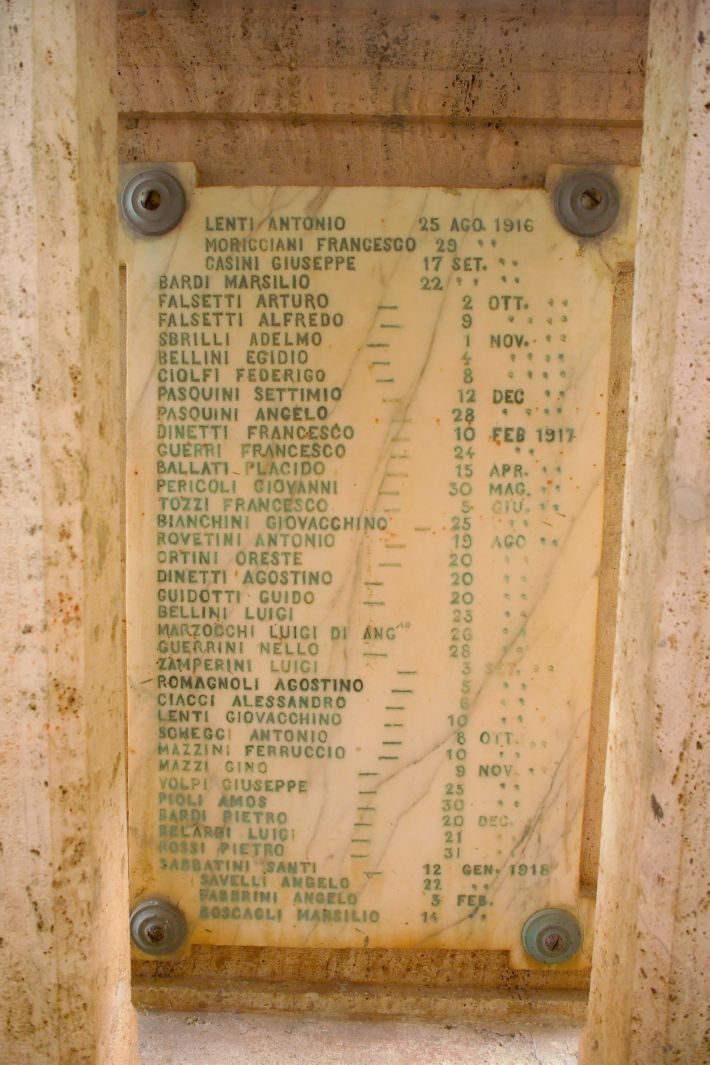 LENTI ANTONIO 25 AGO. 1916
MORICCIANI FRANCESCO 29 " "
CASINI GIUSEPPE 17 SET. " "
BARDI MARSILIO 22 " " " "
FALSETTI ARTURO — 2 OTT. " "
FALSETTI ALFREDO — 9 " " " "
SBRILLI ADELMO — 1 NOV. " "
BELLINI EGIDIO — 4 " " " "
CIOLFI FEDERIGO — 8 " " " "
PASQUINI SETTIMIO — 12 DEC " "
PASQUINI ANGELO — 28 " " " "
DINETTI FRANCESCO — 10 FEB 1917
GUERRI FRANCESCO — 24 " "
BALLATI PLACIDO — 15 APR. " "
PERICOLI GIOVANNI — 30 MAG. " "
TOZZI FRANCESCO — 5 GIU. " "
BIANCHINI GIOVACCHINO — 25 " "
ROVETINI ANTONIO — 19 AGO " "
ORTINI ORESTE — 20 " "
DINETTI AGOSTINO — 20 " "
GUIDOTTI GUIDO — 20 " "
BELLINI LUIGI — 23 " "
MARZOCCHI LUIGI DI ANGLO 26 " "
GUERRINI NELLO — 28 " "
ZAMPERINI LUIGI — 3 SET. " "
ROMAGNOLI AGOSTINO — 5 " "
CIACCI ALESSANDRO — 6 " "
LENTI GIOVACCHINO — 10 " "
SCHEGGI ANTONIO — 8 OTT. " "
MAZZINI FERRUCCIO — 10 " "
MAZZI GINO — 9 NOV. " "
VOLPI GIUSEPPE — 25 " "
PIOLI AMOS — 30 " "
BARDI PIETRO — 20 DEC. " "
BELARDI LUIGI — 21 " "
ROSSI PIETRO — 31 " "
SABBATINI SANTI — 12 GEN. 1918
SAVELLI ANGELO 22 " "
FABBRINI ANGELO 3 FEB. " "
BOSCAGLI MARSILIO 14 " "